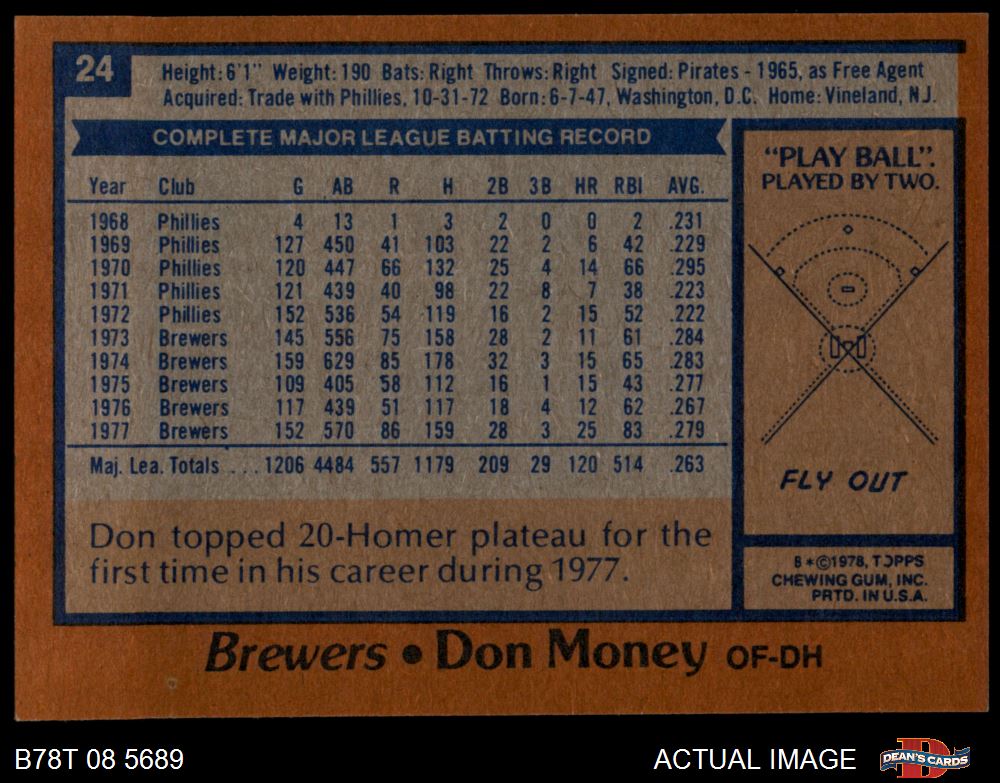 24
Height: 6'1" Weight: 190 Bats: Right Throws: Right Signed: Pirates - 1965, as Free Agent
Acquired: Trade with Phillies, 10-31-72 Born: 6-7-47, Washington, D.C. Home: Vineland, N.J.
COMPLETE MAJOR LEAGUE BATTING RECORD
Year Club G AB R H 2B 3B HR RBI AVG.
1968 Phillies 4 13 1 3 2 0 0 2 .231
1969 Phillies 127 450 41 103 22 2 6 42 .229
1970 Phillies 120 447 66 132 25 4 14 66 .295
1971 Phillies 121 439 40 98 22 8 7 38 .223
1972 Phillies 152 536 54 119 16 2 15 52 .222
1973 Brewers 145 556 75 158 28 2 11 61 .284
1974 Brewers 159 629 85 178 32 3 15 65 .283
1975 Brewers 109 405 58 112 16 1 15 43 .277
1976 Brewers 117 439 51 117 18 4 12 62 .267
1977 Brewers 152 570 86 159 28 3 25 83 .279
Maj. Lea. Totals ... 1206 4484 557 1179 209 29 120 514 .263
Don topped 20-Homer plateau for the
first time in his career during 1977.
"PLAY BALL".
PLAYED BY TWO.
FLY OUT
B*©1978, TOPPS
CHEWING GUM, INC.
PRTD. IN U.S.A.
Brewers • Don Money OF-DH
B78T 08 5689
ACTUAL IMAGE
DEAN'S CARDS